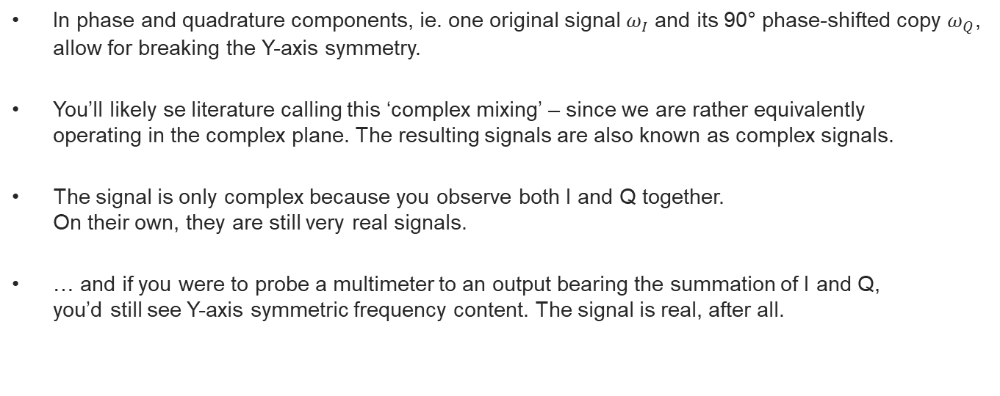 • In phase and quadrature components, ie. one original signal ω_I and its 90° phase-shifted copy ω_Q,
allow for breaking the Y-axis symmetry.
• You’ll likely se literature calling this ‘complex mixing’ – since we are rather equivalently
operating in the complex plane. The resulting signals are also known as complex signals.
• The signal is only complex because you observe both I and Q together.
On their own, they are still very real signals.
• … and if you were to probe a multimeter to an output bearing the summation of I and Q,
you’d still see Y-axis symmetric frequency content. The signal is real, after all.